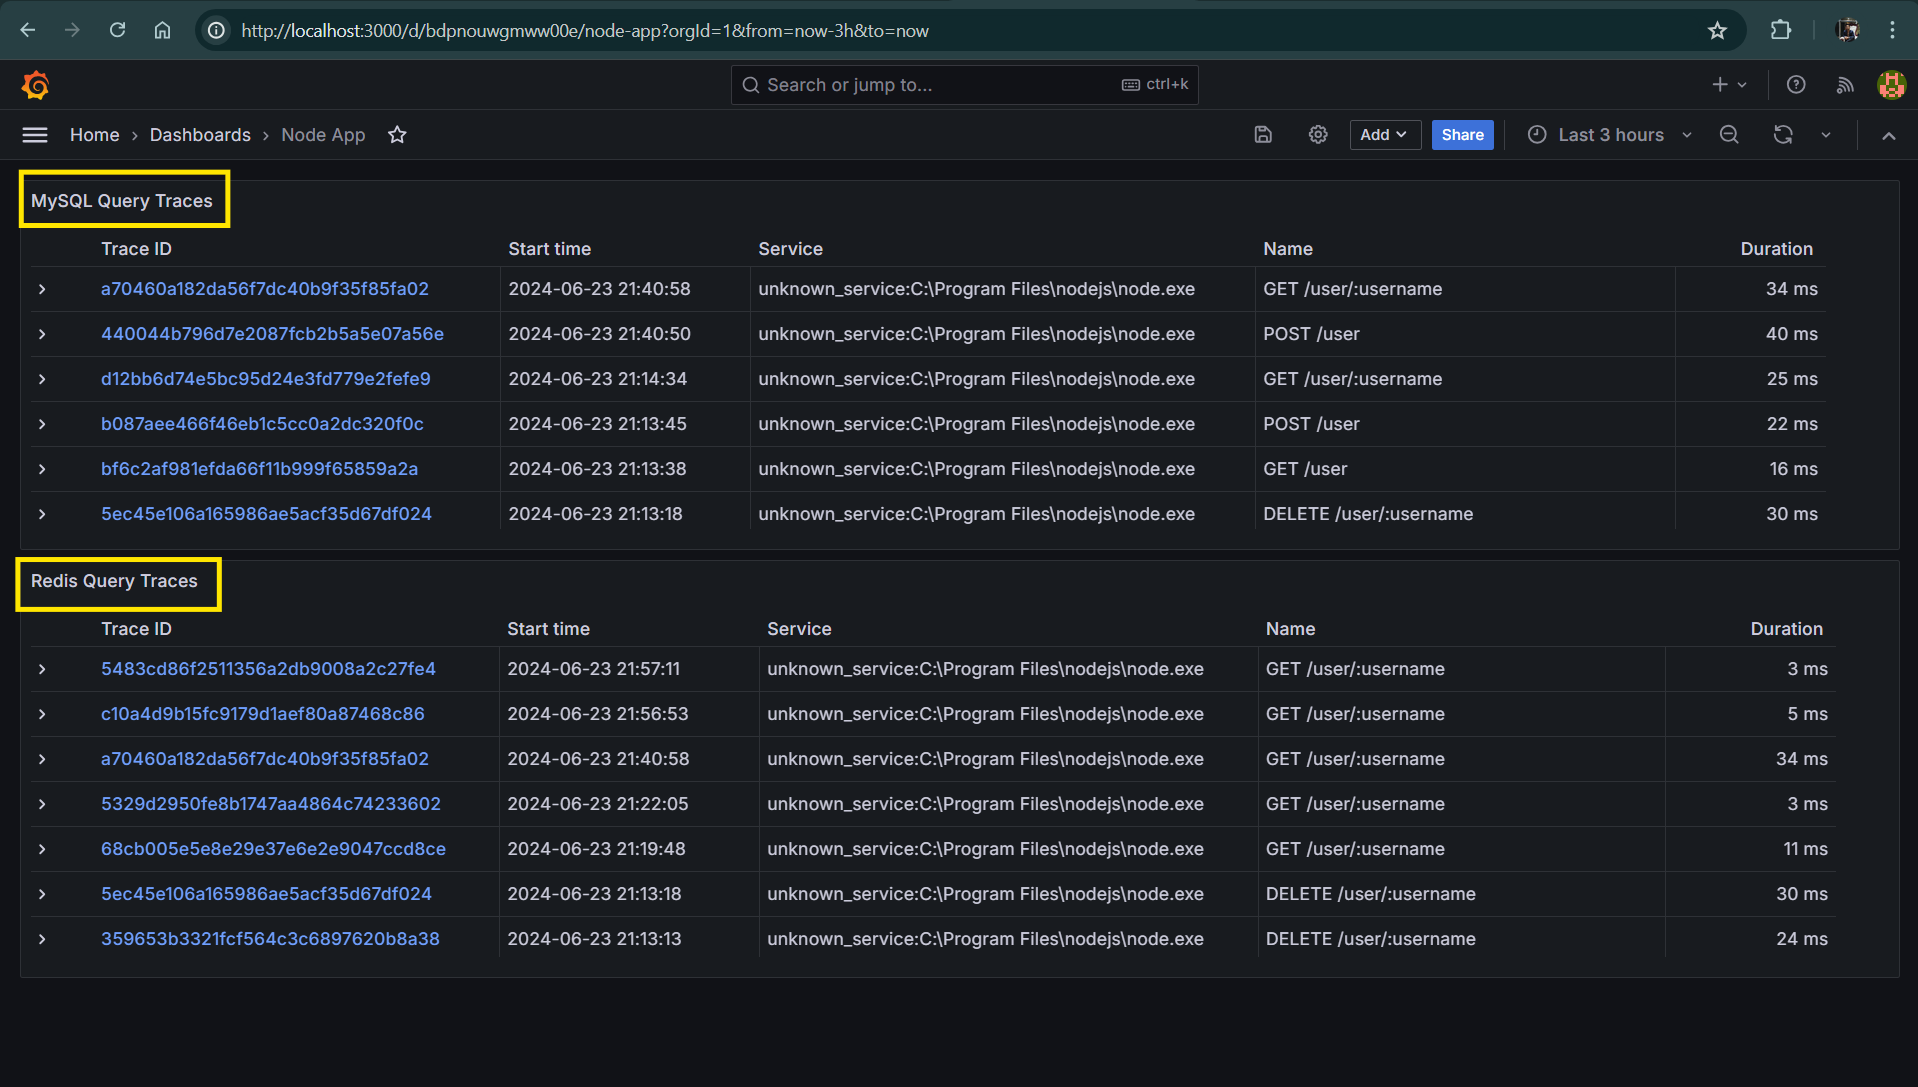 http://localhost:3000/d/bdpnouwgmww00e/node-app?orgId=1&from=now-3h&to=now
Search or jump to... ctrl+k
Home › Dashboards › Node App Add Share Last 3 hours
MySQL Query Traces
Trace ID Start time Service Name Duration
a70460a182da56f7dc40b9f35f85fa02 2024-06-23 21:40:58 unknown_service:C:\Program Files\nodejs\node.exe GET /user/:username 34 ms
440044b796d7e2087fcb2b5a5e07a56e 2024-06-23 21:40:50 unknown_service:C:\Program Files\nodejs\node.exe POST /user 40 ms
d12bb6d74e5bc95d24e3fd779e2fefe9 2024-06-23 21:14:34 unknown_service:C:\Program Files\nodejs\node.exe GET /user/:username 25 ms
b087aee466f46eb1c5cc0a2dc320f0c 2024-06-23 21:13:45 unknown_service:C:\Program Files\nodejs\node.exe POST /user 22 ms
bf6c2af981efda66f11b999f65859a2a 2024-06-23 21:13:38 unknown_service:C:\Program Files\nodejs\node.exe GET /user 16 ms
5ec45e106a165986ae5acf35d67df024 2024-06-23 21:13:18 unknown_service:C:\Program Files\nodejs\node.exe DELETE /user/:username 30 ms
Redis Query Traces
Trace ID Start time Service Name Duration
5483cd86f2511356a2db9008a2c27fe4 2024-06-23 21:57:11 unknown_service:C:\Program Files\nodejs\node.exe GET /user/:username 3 ms
c10a4d9b15fc9179d1aef80a87468c86 2024-06-23 21:56:53 unknown_service:C:\Program Files\nodejs\node.exe GET /user/:username 5 ms
a70460a182da56f7dc40b9f35f85fa02 2024-06-23 21:40:58 unknown_service:C:\Program Files\nodejs\node.exe GET /user/:username 34 ms
5329d2950fe8b1747aa4864c74233602 2024-06-23 21:22:05 unknown_service:C:\Program Files\nodejs\node.exe GET /user/:username 3 ms
68cb005e5e8e29e37e6e2e9047ccd8ce 2024-06-23 21:19:48 unknown_service:C:\Program Files\nodejs\node.exe GET /user/:username 11 ms
5ec45e106a165986ae5acf35d67df024 2024-06-23 21:13:18 unknown_service:C:\Program Files\nodejs\node.exe DELETE /user/:username 30 ms
359653b3321fcf564c3c6897620b8a38 2024-06-23 21:13:13 unknown_service:C:\Program Files\nodejs\node.exe DELETE /user/:username 24 ms